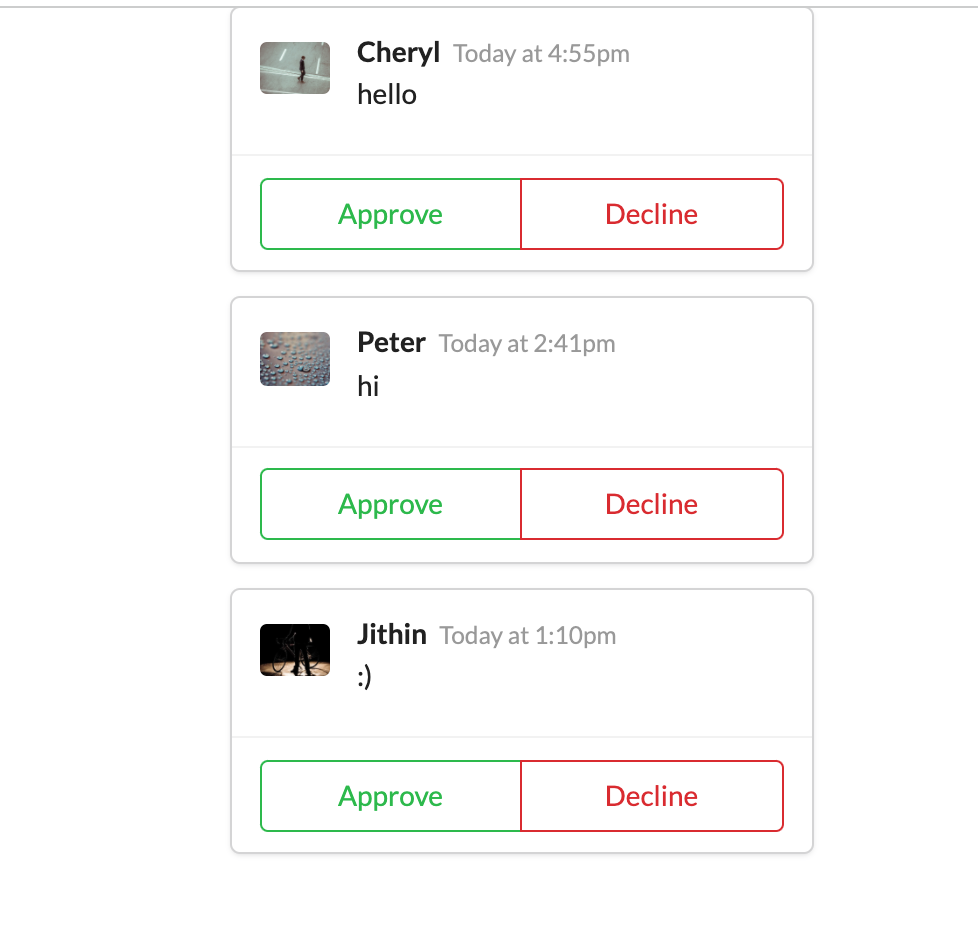 Cheryl Today at 4:55pm
hello
Approve Decline
Peter Today at 2:41pm
hi
Approve Decline
Jithin Today at 1:10pm
:)
Approve Decline